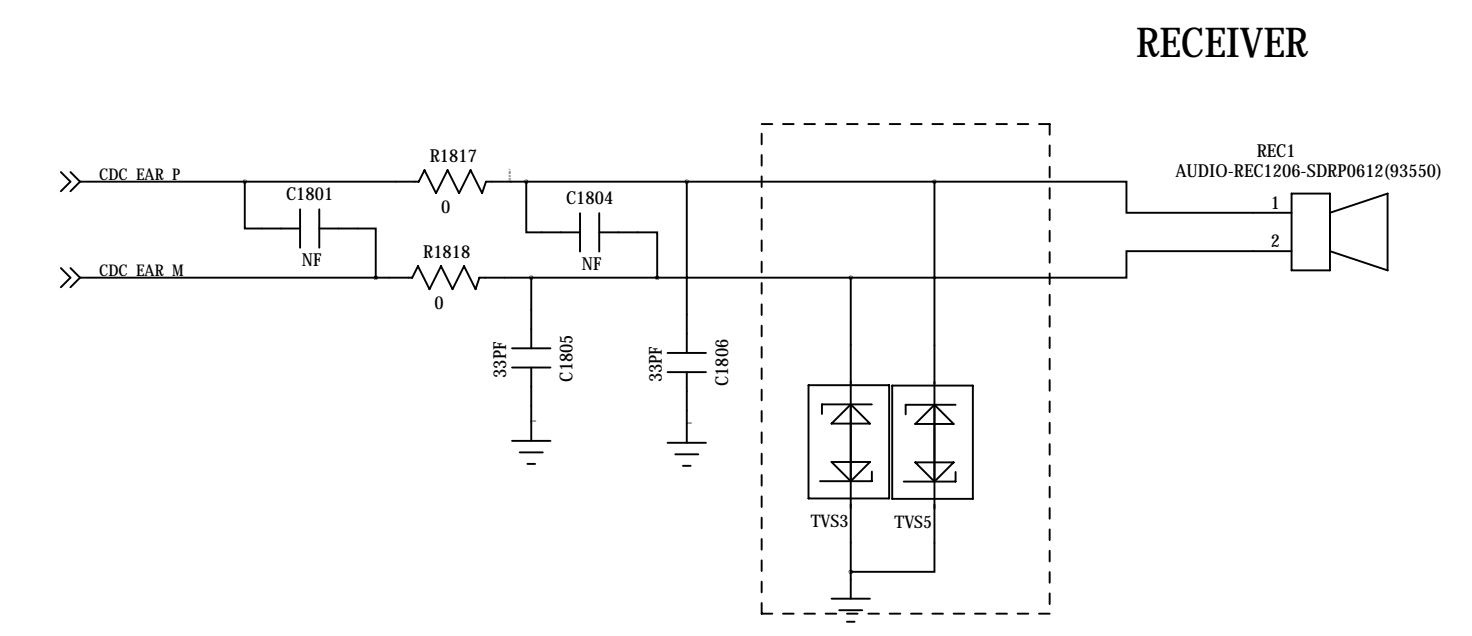 RECEIVER
REC1
AUDIO-REC1206-SDRP0612(93550)
R1817
CDC_EAR_P
C1801
0
C1804
1
NF
R1818
NF
2
CDC_EAR_M
0
33PF
C1805
33PF
C1806
TVS3
TVS5